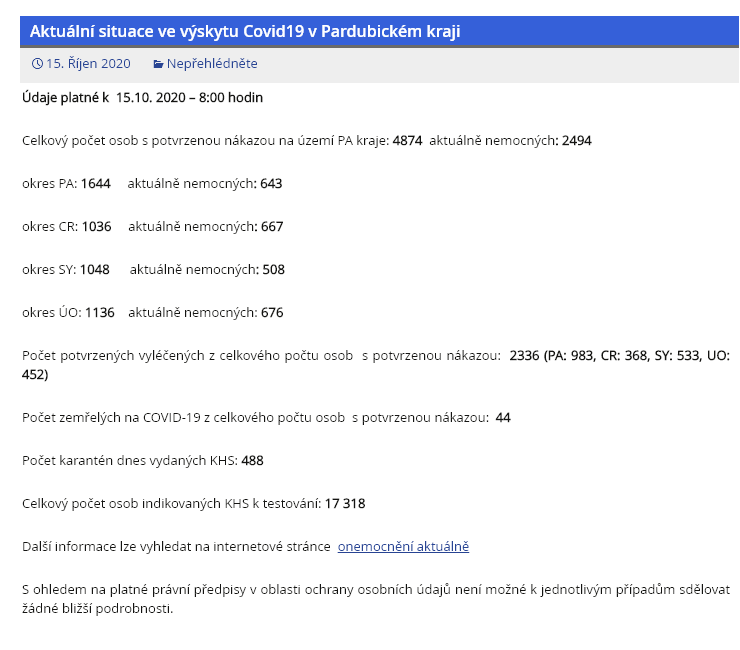 Aktuální situace ve výskytu Covid19 v Pardubickém kraji
15. Říjen 2020 Nepřehlédněte
Údaje platné k 15.10. 2020 – 8:00 hodin
Celkový počet osob s potvrzenou nákazou na území PA kraje: 4874 aktuálně nemocných: 2494
okres PA: 1644 aktuálně nemocných: 643
okres CR: 1036 aktuálně nemocných: 667
okres SY: 1048 aktuálně nemocných: 508
okres ÚO: 1136 aktuálně nemocných: 676
Počet potvrzených vyléčených z celkového počtu osob s potvrzenou nákazou: 2336 (PA: 983, CR: 368, SY: 533, UO:
452)
Počet zemřelých na COVID-19 z celkového počtu osob s potvrzenou nákazou: 44
Počet karantén dnes vydaných KHS: 488
Celkový počet osob indikovaných KHS k testování: 17 318
Další informace lze vyhledat na internetové stránce onemocnění aktuálně
S ohledem na platné právní předpisy v oblasti ochrany osobních údajů není možné k jednotlivým případům sdělovat
žádné bližší podrobnosti.